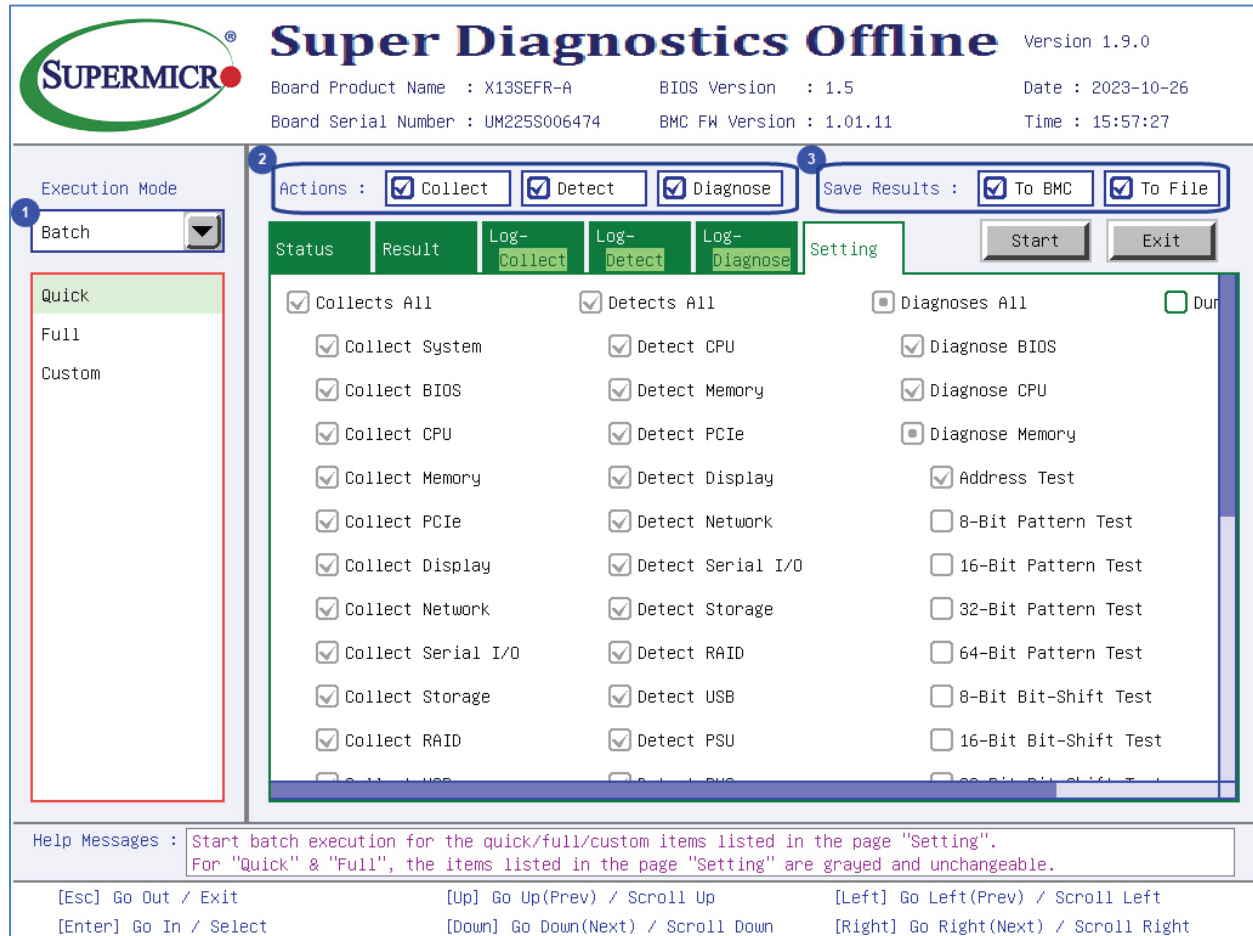 SUPERMICRO®
Super Diagnostics Offline Version 1.9.0
Board Product Name : X13SEFR-A BIOS Version : 1.5 Date : 2023-10-26
Board Serial Number : UM225S006474 BMC FW Version : 1.01.11 Time : 15:57:27
2 3
Execution Mode Actions : Collect Detect Diagnose Save Results : To BMC To File
1
Batch
Status Result Log-Collect Log-Detect Log-Diagnose Setting Start Exit
Quick Collects All Detects All Diagnoses All
Full Collect System Detect CPU Diagnose BIOS
Custom Collect BIOS Detect Memory Diagnose CPU
Collect CPU Detect PCIe Diagnose Memory
Collect Memory Detect Display Address Test
Collect PCIe Detect Network 8-Bit Pattern Test
Collect Display Detect Serial I/O 16-Bit Pattern Test
Collect Network Detect Storage 32-Bit Pattern Test
Collect Serial I/O Detect RAID 64-Bit Pattern Test
Collect Storage Detect USB 8-Bit Bit-Shift Test
Collect RAID Detect PSU 16-Bit Bit-Shift Test
Help Messages : Start batch execution for the quick/full/custom items listed in the page "Setting".
For "Quick" & "Full", the items listed in the page "Setting" are grayed and unchangeable.
[Esc] Go Out / Exit [Up] Go Up(Prev) / Scroll Up [Left] Go Left(Prev) / Scroll Left
[Enter] Go In / Select [Down] Go Down(Next) / Scroll Down [Right] Go Right(Next) / Scroll Right